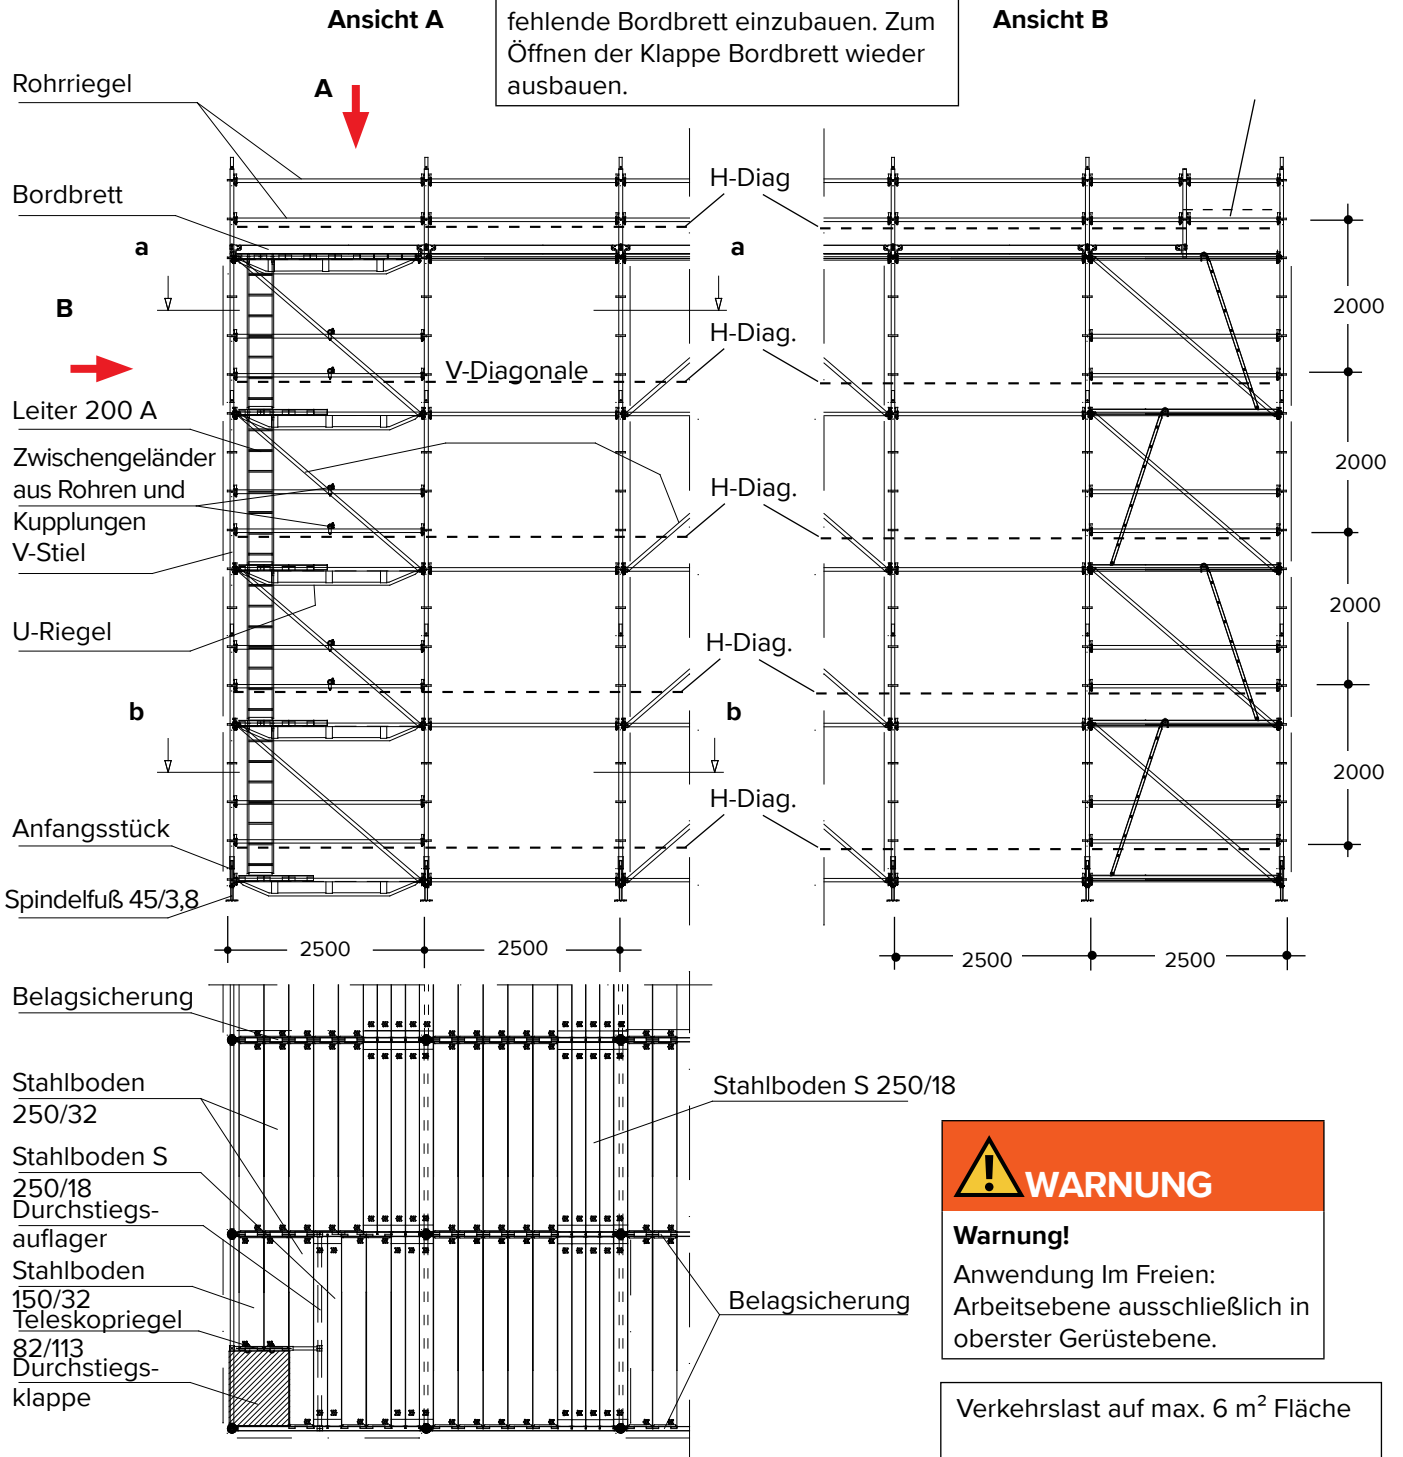 Ansicht A
fehlende Bordbrett einzubauen. Zum
Öffnen der Klappe Bordbrett wieder
ausbauen.
Ansicht B
A
Rohrriegel
Bordbrett
H-Diag
a
a
B
2000
H-Diag.
V-Diagonale
Leiter 200 A
Zwischengeländer
aus Rohren und
Kupplungen
V-Stiel
H-Diag.
2000
U-Riegel
2000
H-Diag.
b
b
2000
H-Diag.
Anfangsstück
Spindelfuß 45/3,8
2500
2500
2500
2500
Belagsicherung
Stahlboden
250/32
Stahlboden S 250/18
Stahlboden S
250/18
Durchstiegs-
auflager
Stahlboden
150/32
Teleskopriegel
82/113
Durchstiegs-
klappe
Belagsicherung
WARNUNG
Warnung!
Anwendung Im Freien:
Arbeitsebene ausschließlich in
oberster Gerüstebene.
Verkehrslast auf max. 6 m² Fläche